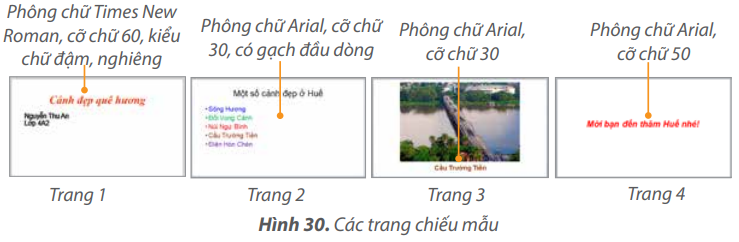 Phông chữ Times New
Roman, cỡ chữ 60, kiểu
chữ đậm, nghiêng
Phông chữ Arial, cỡ chữ
30, có gạch đầu dòng
Phông chữ Arial,
cỡ chữ 30
Phông chữ Arial,
cỡ chữ 50
Cảnh đẹp quê hương
Nguyễn Thu An
Lớp 4A2
Một số cảnh đẹp ở Huế
• Sông Hương
• Đồi Vọng Cảnh
• Núi Ngự Bình
• Cầu Trường Tiền
• Điện Hòn Chén
Cầu Trường Tiền
Mời bạn đến thăm Huế nhé!
Trang 1
Trang 2
Trang 3
Trang 4
Hình 30. Các trang chiếu mẫu